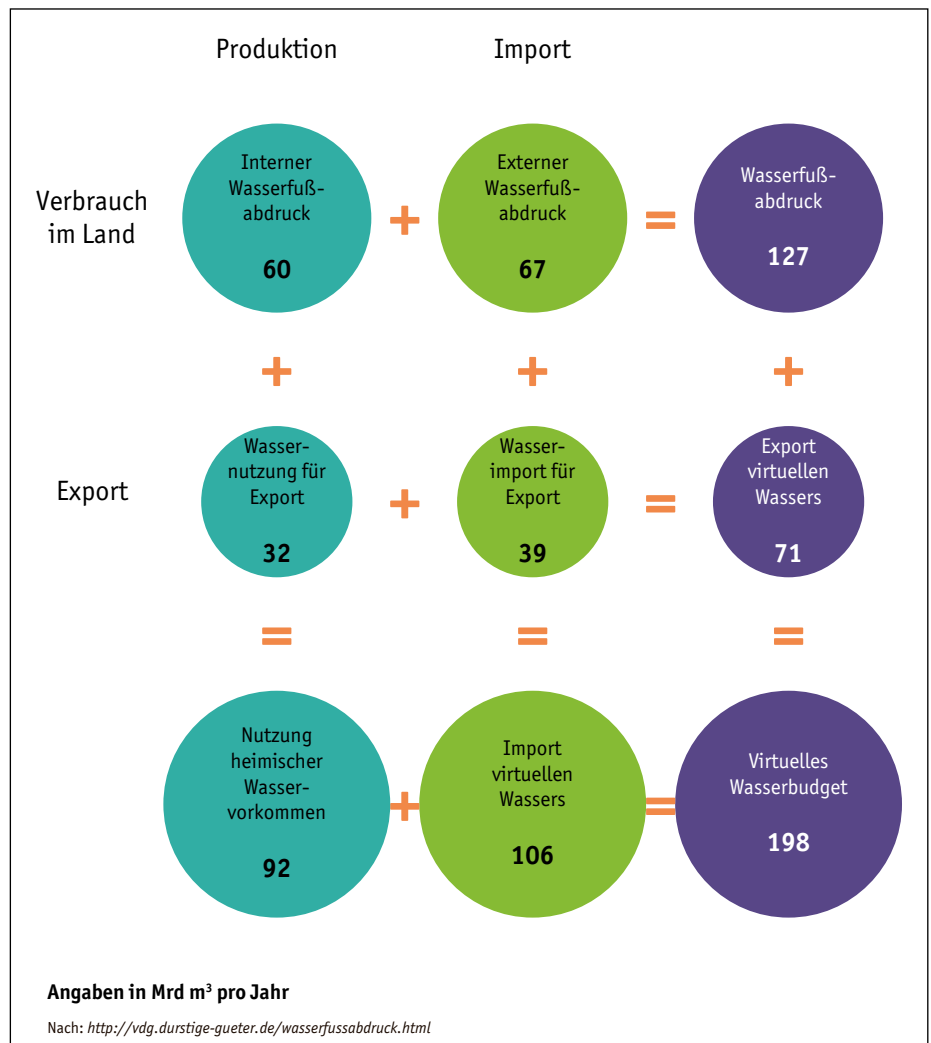 Produktion
Import
Verbrauch
im Land
Interner
Wasserfuß-
abdruck
60
+
Externer
Wasserfuß-
abdruck
67
=
Wasserfuß-
abdruck
127
+
+
+
Export
Wasser-
nutzung für
Export
32
+
Wasser-
import für
Export
39
=
Export
virtuellen
Wassers
71
=
=
=
Nutzung
heimischer
Wasser-
vorkommen
92
+
Import
virtuellen
Wassers
106
=
Virtuelles
Wasserbudget
198
Angaben in Mrd m³ pro Jahr
Nach: http://vdg.durstige-gueter.de/wasserfussabdruck.html